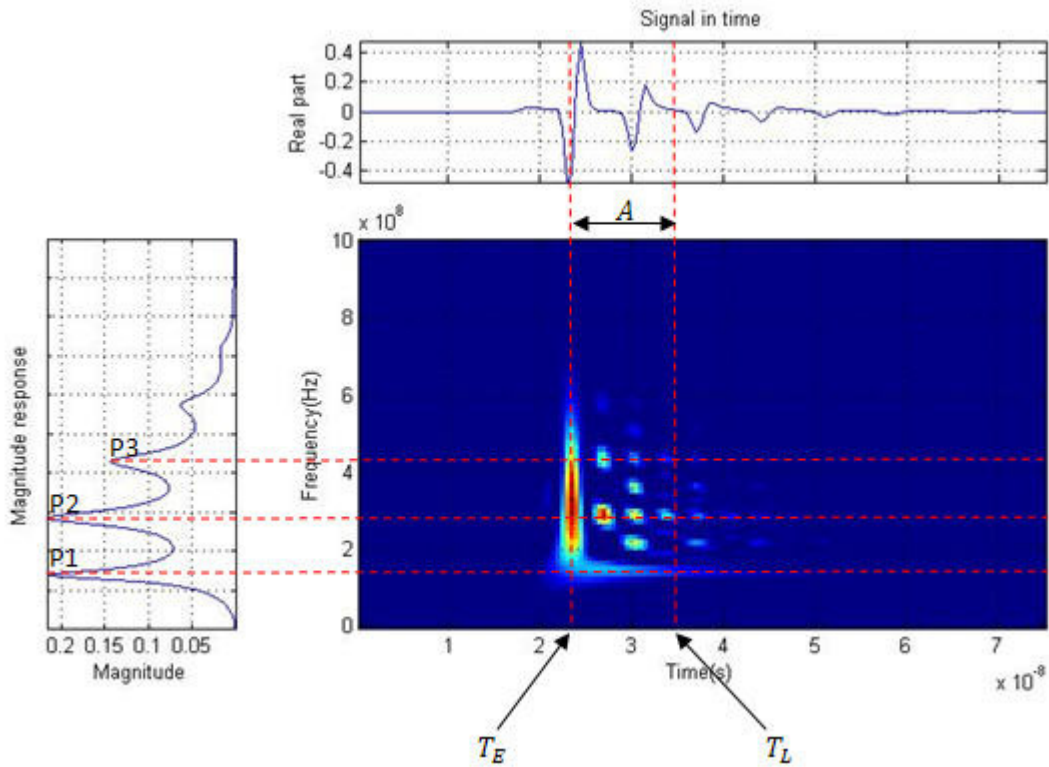 Signal in time
Real part
0.4
0.2
0
-0.2
-0.4
A
x 10^8
10
8
6
4
2
0
Frequency(Hz)
Magnitude response
P3
P2
P1
0.2 0.15 0.1 0.05
Magnitude
1 2 3 4 5 6 7
Time(s)
x 10^-8
T_E
T_L